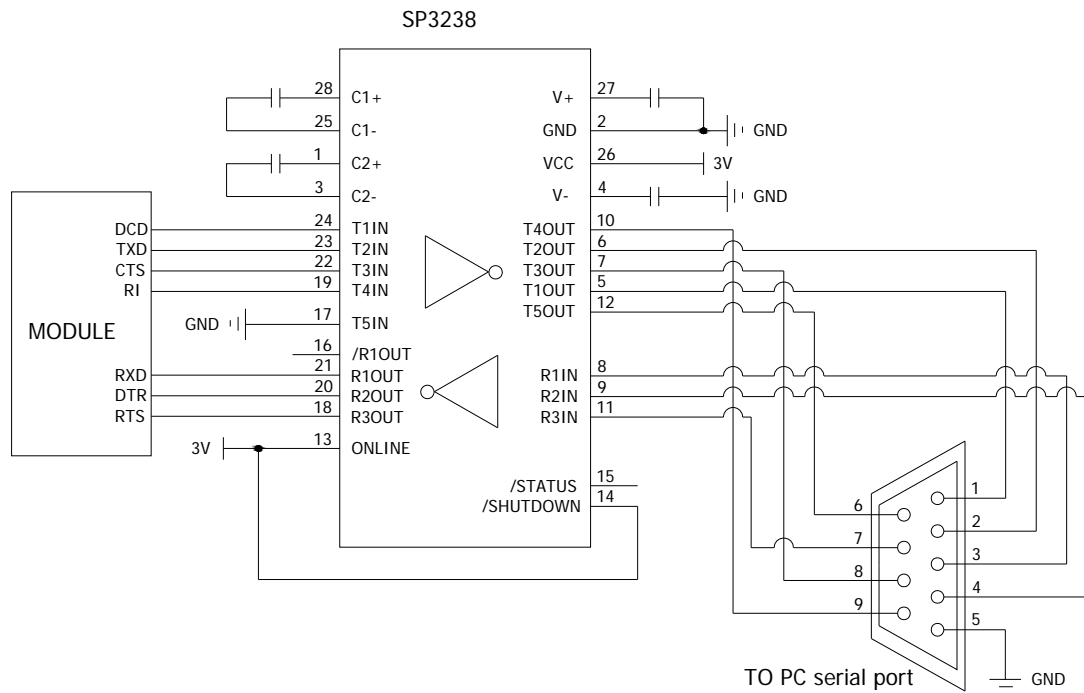 SP3238
28 C1+ V+ 27
25 C1- GND 2 GND
1 C2+ VCC 26 3V
3 C2- V- 4 GND
DCD 24 T1IN T4OUT 10
TXD 23 T2IN T2OUT 6
CTS 22 T3IN T3OUT 7
RI 19 T4IN T1OUT 5
T5OUT 12
GND 17 T5IN
MODULE
16 /R1OUT
RXD 21 R1OUT R1IN 8
DTR 20 R2OUT R2IN 9
RTS 18 R3OUT R3IN 11
3V 13 ONLINE
/STATUS 15
/SHUTDOWN 14
1
6
2
7
3
8
4
9
5
TO PC serial port GND